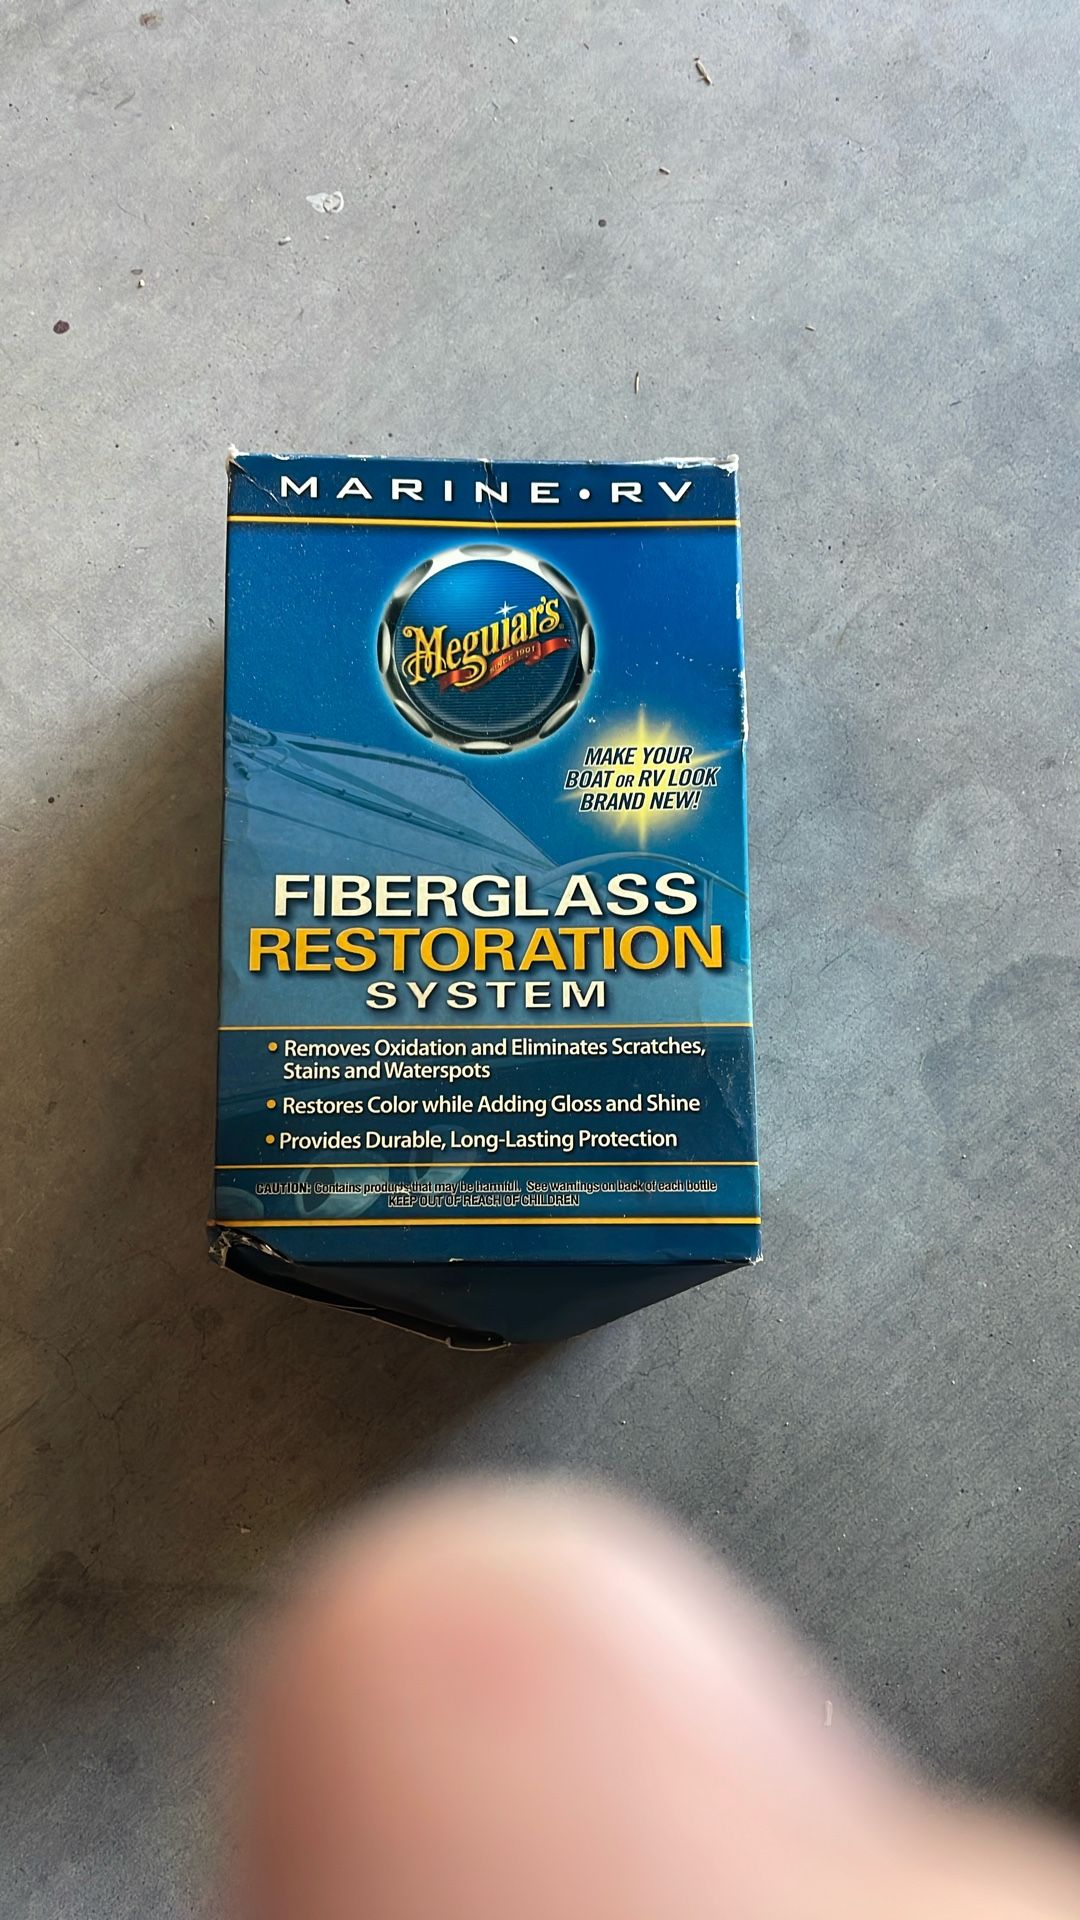 MARINE • RV
Meguiar's
SINCE 1901
MAKE YOUR
BOAT OR RV LOOK
BRAND NEW!
FIBERGLASS
RESTORATION
SYSTEM
• Removes Oxidation and Eliminates Scratches,
Stains and Waterspots
• Restores Color while Adding Gloss and Shine
• Provides Durable, Long-Lasting Protection
CAUTION: Contains products that may be harmful. See warnings on back of each bottle
KEEP OUT OF REACH OF CHILDREN